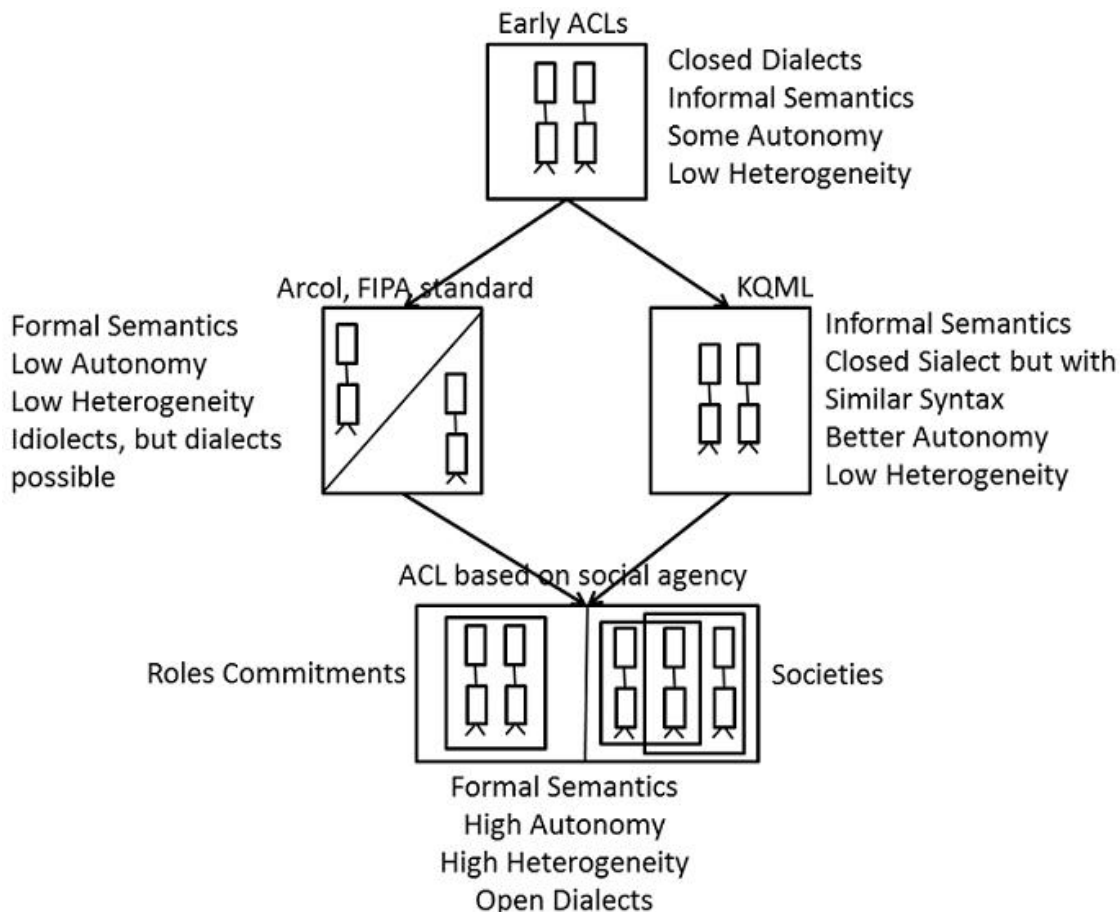 Early ACLs
Closed Dialects
Informal Semantics
Some Autonomy
Low Heterogeneity
Arcol, FIPA standard
Formal Semantics
Low Autonomy
Low Heterogeneity
Idiolects, but dialects
possible
KQML
Informal Semantics
Closed Sialect but with
Similar Syntax
Better Autonomy
Low Heterogeneity
ACL based on social agency
Roles Commitments
Societies
Formal Semantics
High Autonomy
High Heterogeneity
Open Dialects